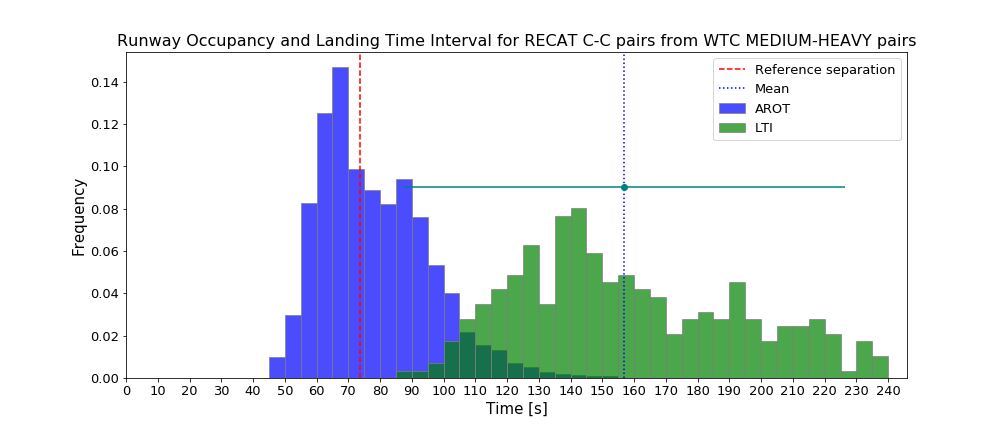 Runway Occupancy and Landing Time Interval for RECAT C-C pairs from WTC MEDIUM-HEAVY pairs
Reference separation
Mean
AROT
LTI
Frequency
0.14
0.12
0.10
0.08
0.06
0.04
0.02
0.00
0 10 20 30 40 50 60 70 80 90 100 110 120 130 140 150 160 170 180 190 200 210 220 230 240
Time [s]